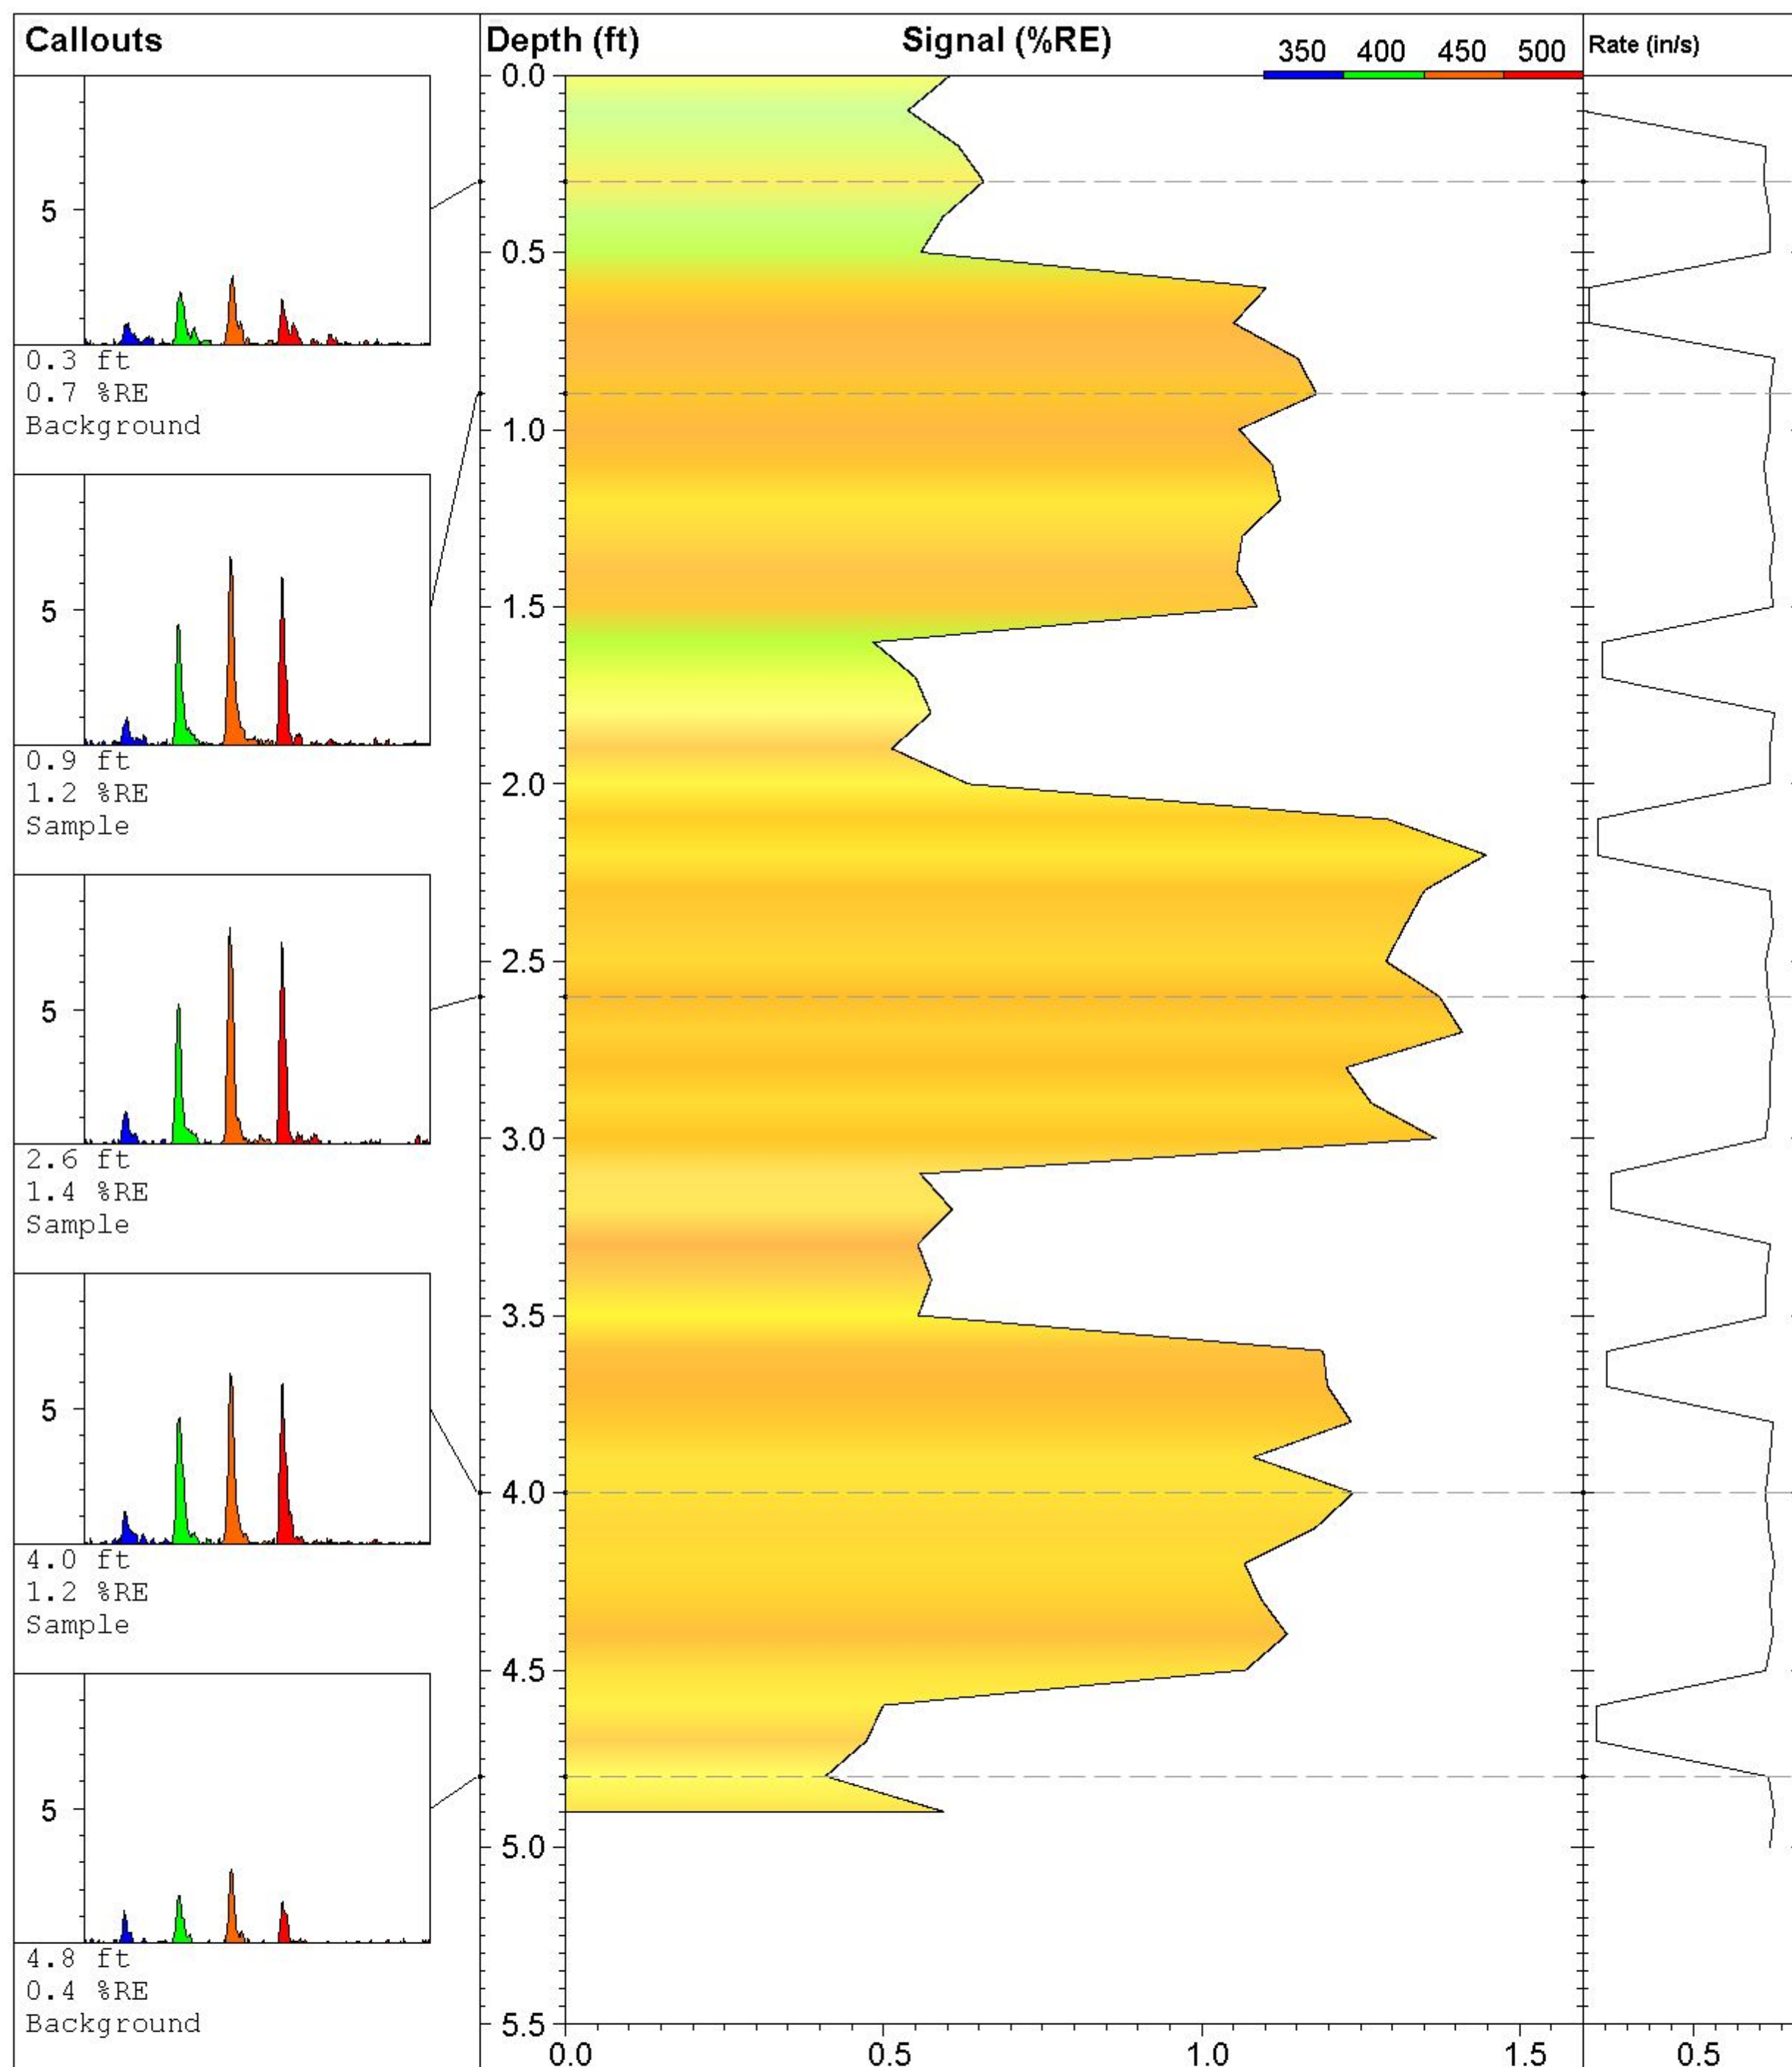 Callouts
Depth (ft)
Signal (%RE)
350 400 450 500
Rate (in/s)
5
0.3 ft
0.7 %RE
Background
5
0.9 ft
1.2 %RE
Sample
5
2.6 ft
1.4 %RE
Sample
5
4.0 ft
1.2 %RE
Sample
5
4.8 ft
0.4 %RE
Background
0.0
0.5
1.0
1.5
2.0
2.5
3.0
3.5
4.0
4.5
5.0
5.5
0.0 0.5 1.0 1.5
0.5